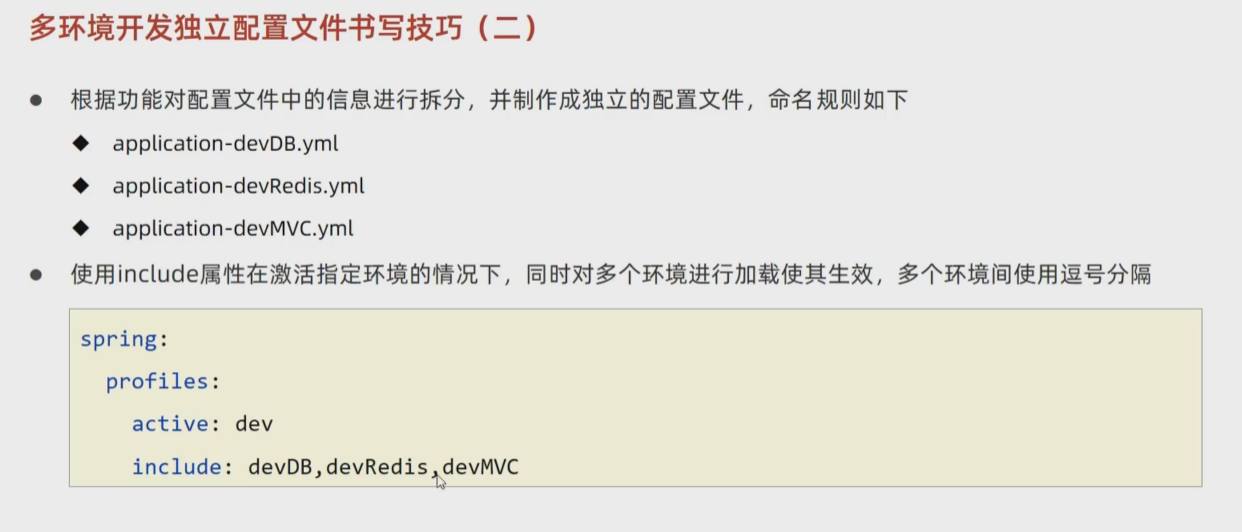 多环境开发独立配置文件书写技巧（二）
● 根据功能对配置文件中的信息进行拆分，并制作成独立的配置文件，命名规则如下
◆ application-devDB.yml
◆ application-devRedis.yml
◆ application-devMVC.yml
● 使用include属性在激活指定环境的情况下，同时对多个环境进行加载使其生效，多个环境间使用逗号分隔
spring:
  profiles:
    active: dev
    include: devDB,devRedis,devMVC